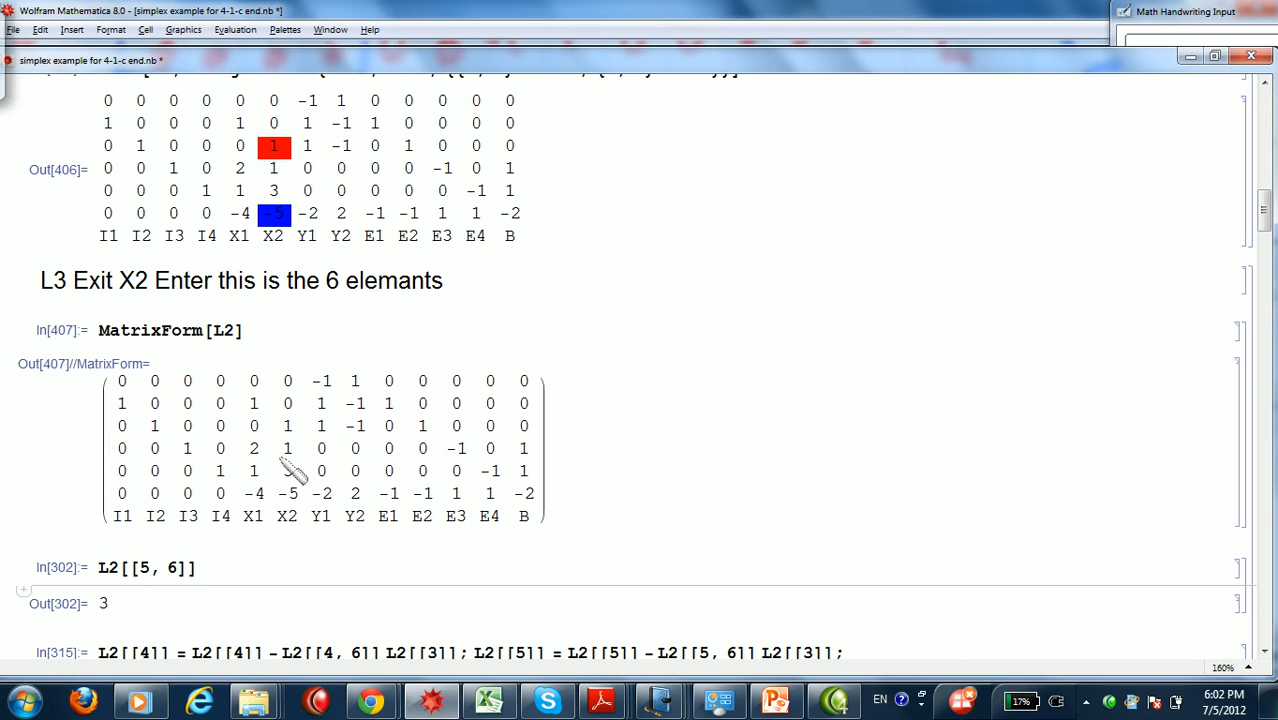 Wolfram Mathematica 8.0 - [simplex example for 4-1-c end.nb *]
Math Handwriting Input
File Edit Insert Format Cell Graphics Evaluation Palettes Window Help
simplex example for 4-1-c end.nb *
0 0 0 0 0 0 -1 1 0 0 0 0 0
1 0 0 0 1 0 1 -1 1 0 0 0 0
0 1 0 0 0 1 1 -1 0 1 0 0 0
Out[406]= 0 0 1 0 2 1 0 0 0 0 -1 0 1
0 0 0 1 1 3 0 0 0 0 0 -1 1
0 0 0 0 -4 -5 -2 2 -1 -1 1 1 -2
I1 I2 I3 I4 X1 X2 Y1 Y2 E1 E2 E3 E4 B
L3 Exit X2 Enter this is the 6 elemants
In[407]:= MatrixForm[L2]
Out[407]//MatrixForm=
0 0 0 0 0 0 -1 1 0 0 0 0 0
1 0 0 0 1 0 1 -1 1 0 0 0 0
0 1 0 0 0 1 1 -1 0 1 0 0 0
0 0 1 0 2 1 0 0 0 0 -1 0 1
0 0 0 1 1 3 0 0 0 0 0 -1 1
0 0 0 0 -4 -5 -2 2 -1 -1 1 1 -2
I1 I2 I3 I4 X1 X2 Y1 Y2 E1 E2 E3 E4 B
In[302]:= L2[[5, 6]]
Out[302]= 3
In[315]:= L2[[4]] = L2[[4]] - L2[[4, 6]] L2[[3]]; L2[[5]] = L2[[5]] - L2[[5, 6]] L2[[3]];
160%
EN 17% 6:02 PM
7/5/2012